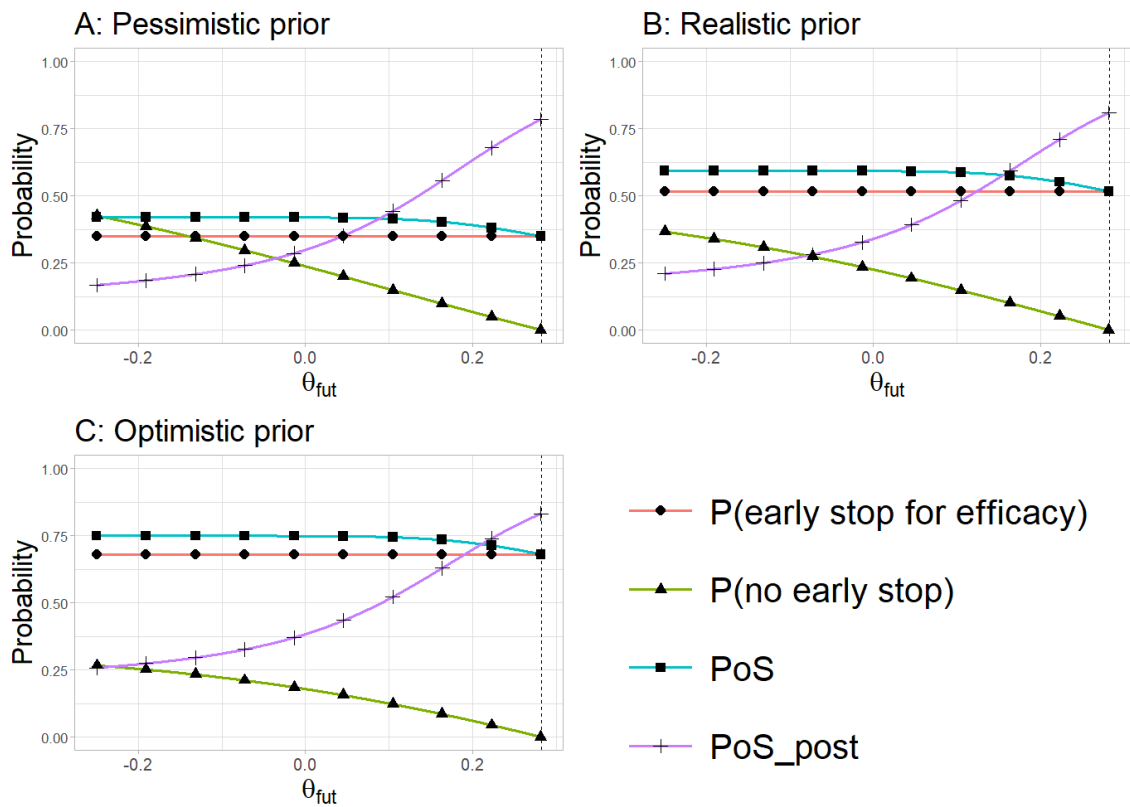 A: Pessimistic prior
1.00
0.75
0.50
0.25
0.00
Probability
-0.2 0.0 0.2
θfut
B: Realistic prior
1.00
0.75
0.50
0.25
0.00
Probability
-0.2 0.0 0.2
θfut
C: Optimistic prior
1.00
0.75
0.50
0.25
0.00
Probability
-0.2 0.0 0.2
θfut
P(early stop for efficacy)
P(no early stop)
PoS
PoS_post